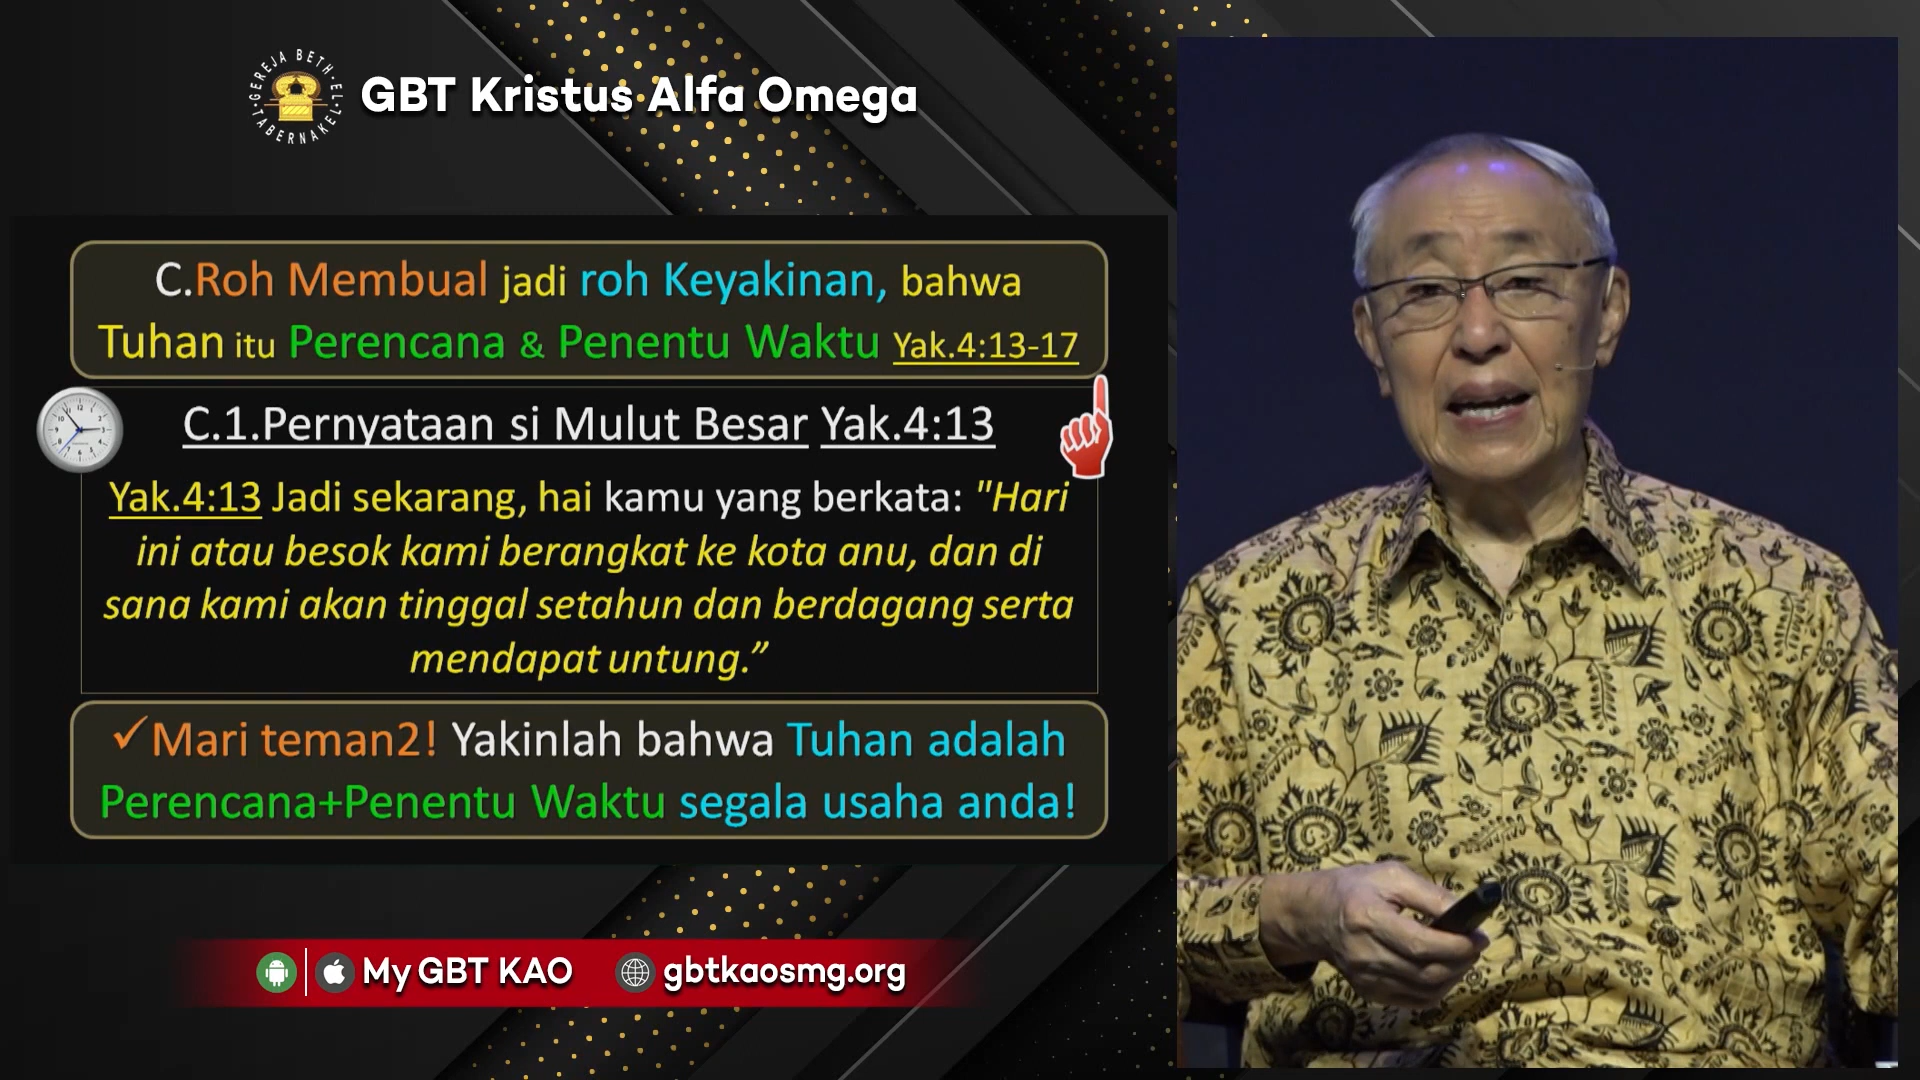 GEREJA BETH-EL TABERNAKEL
GBT Kristus Alfa Omega
C.Roh Membual jadi roh Keyakinan, bahwa
Tuhan itu Perencana & Penentu Waktu Yak.4:13-17
C.1.Pernyataan si Mulut Besar Yak.4:13
Yak.4:13 Jadi sekarang, hai kamu yang berkata: "Hari
ini atau besok kami berangkat ke kota anu, dan di
sana kami akan tinggal setahun dan berdagang serta
mendapat untung.”
✓Mari teman2! Yakinlah bahwa Tuhan adalah
Perencana+Penentu Waktu segala usaha anda!
My GBT KAO gbtkaosmg.org